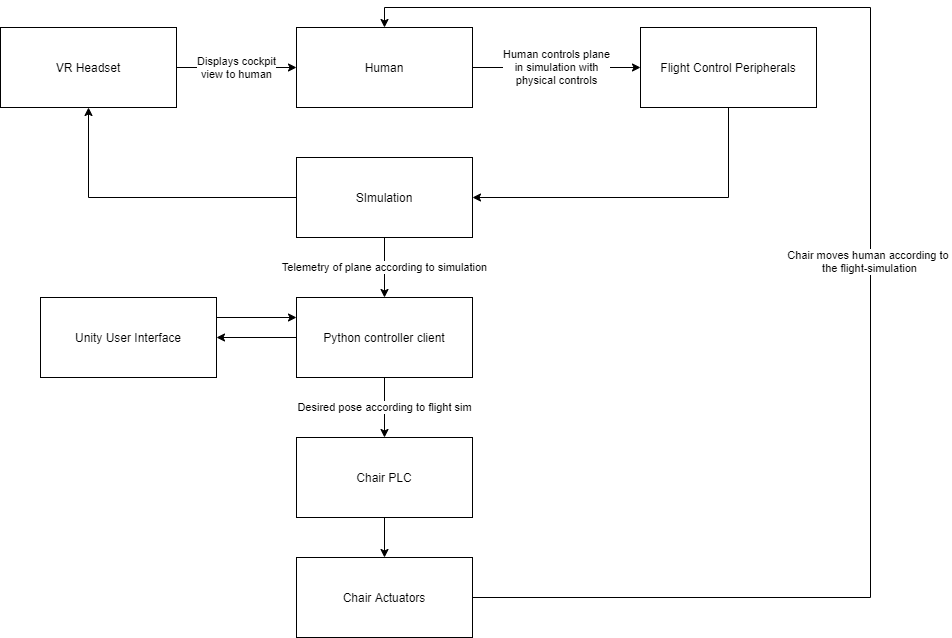 VR Headset
Displays cockpit
view to human
Human
Human controls plane
in simulation with
physical controls
Flight Control Peripherals
SImulation
Chair moves human according to
the flight-simulation
Telemetry of plane according to simulation
Unity User Interface
Python controller client
Desired pose according to flight sim
Chair PLC
Chair Actuators